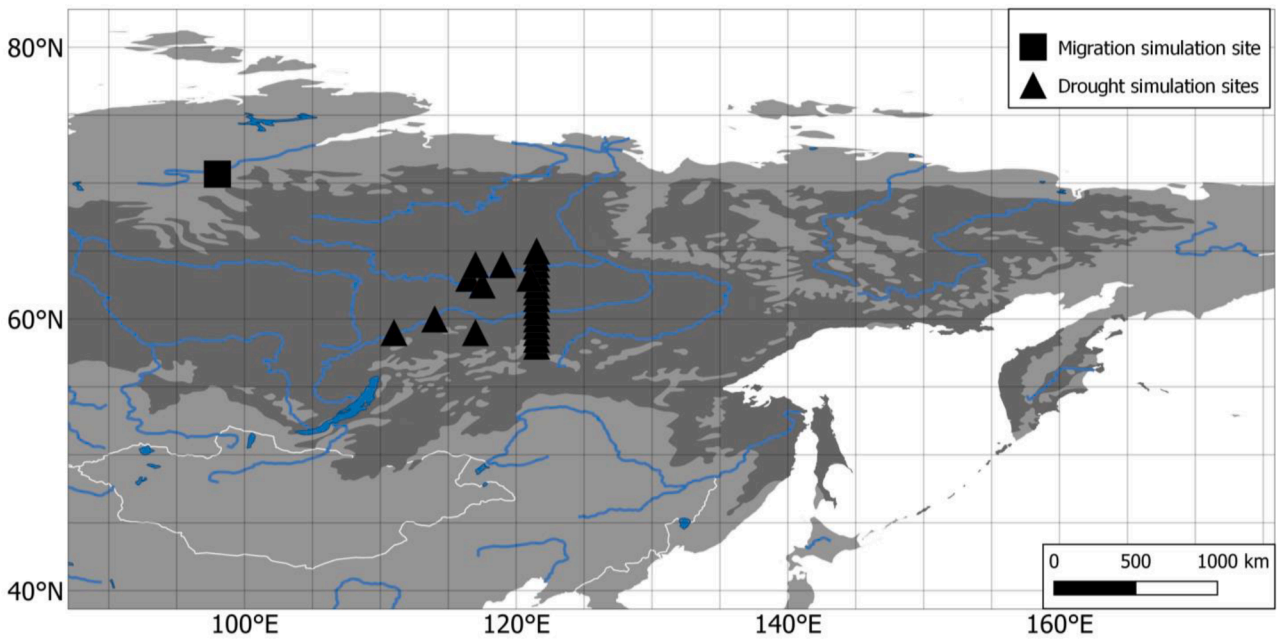 80°N
Migration simulation site
Drought simulation sites
60°N
40°N
0 500 1000 km
100°E 120°E 140°E 160°E